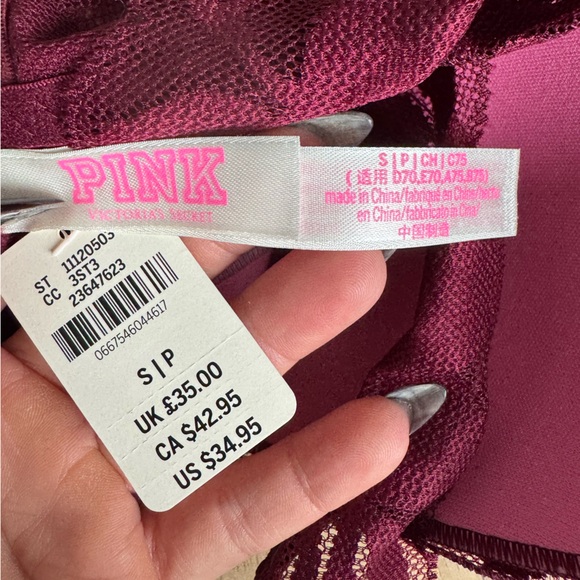 PINK
VICTORIA'S SECRET
S|P|CH|C75
(适用 D70,E70,A75,B75)
made in China/fabriqué en Chine/hecho
en China/fabbricato in Cina/
中国制造
ST 11120503
CC 3ST3
23647623
0667546044617
S|P
UK £35.00
CA $42.95
US $34.95